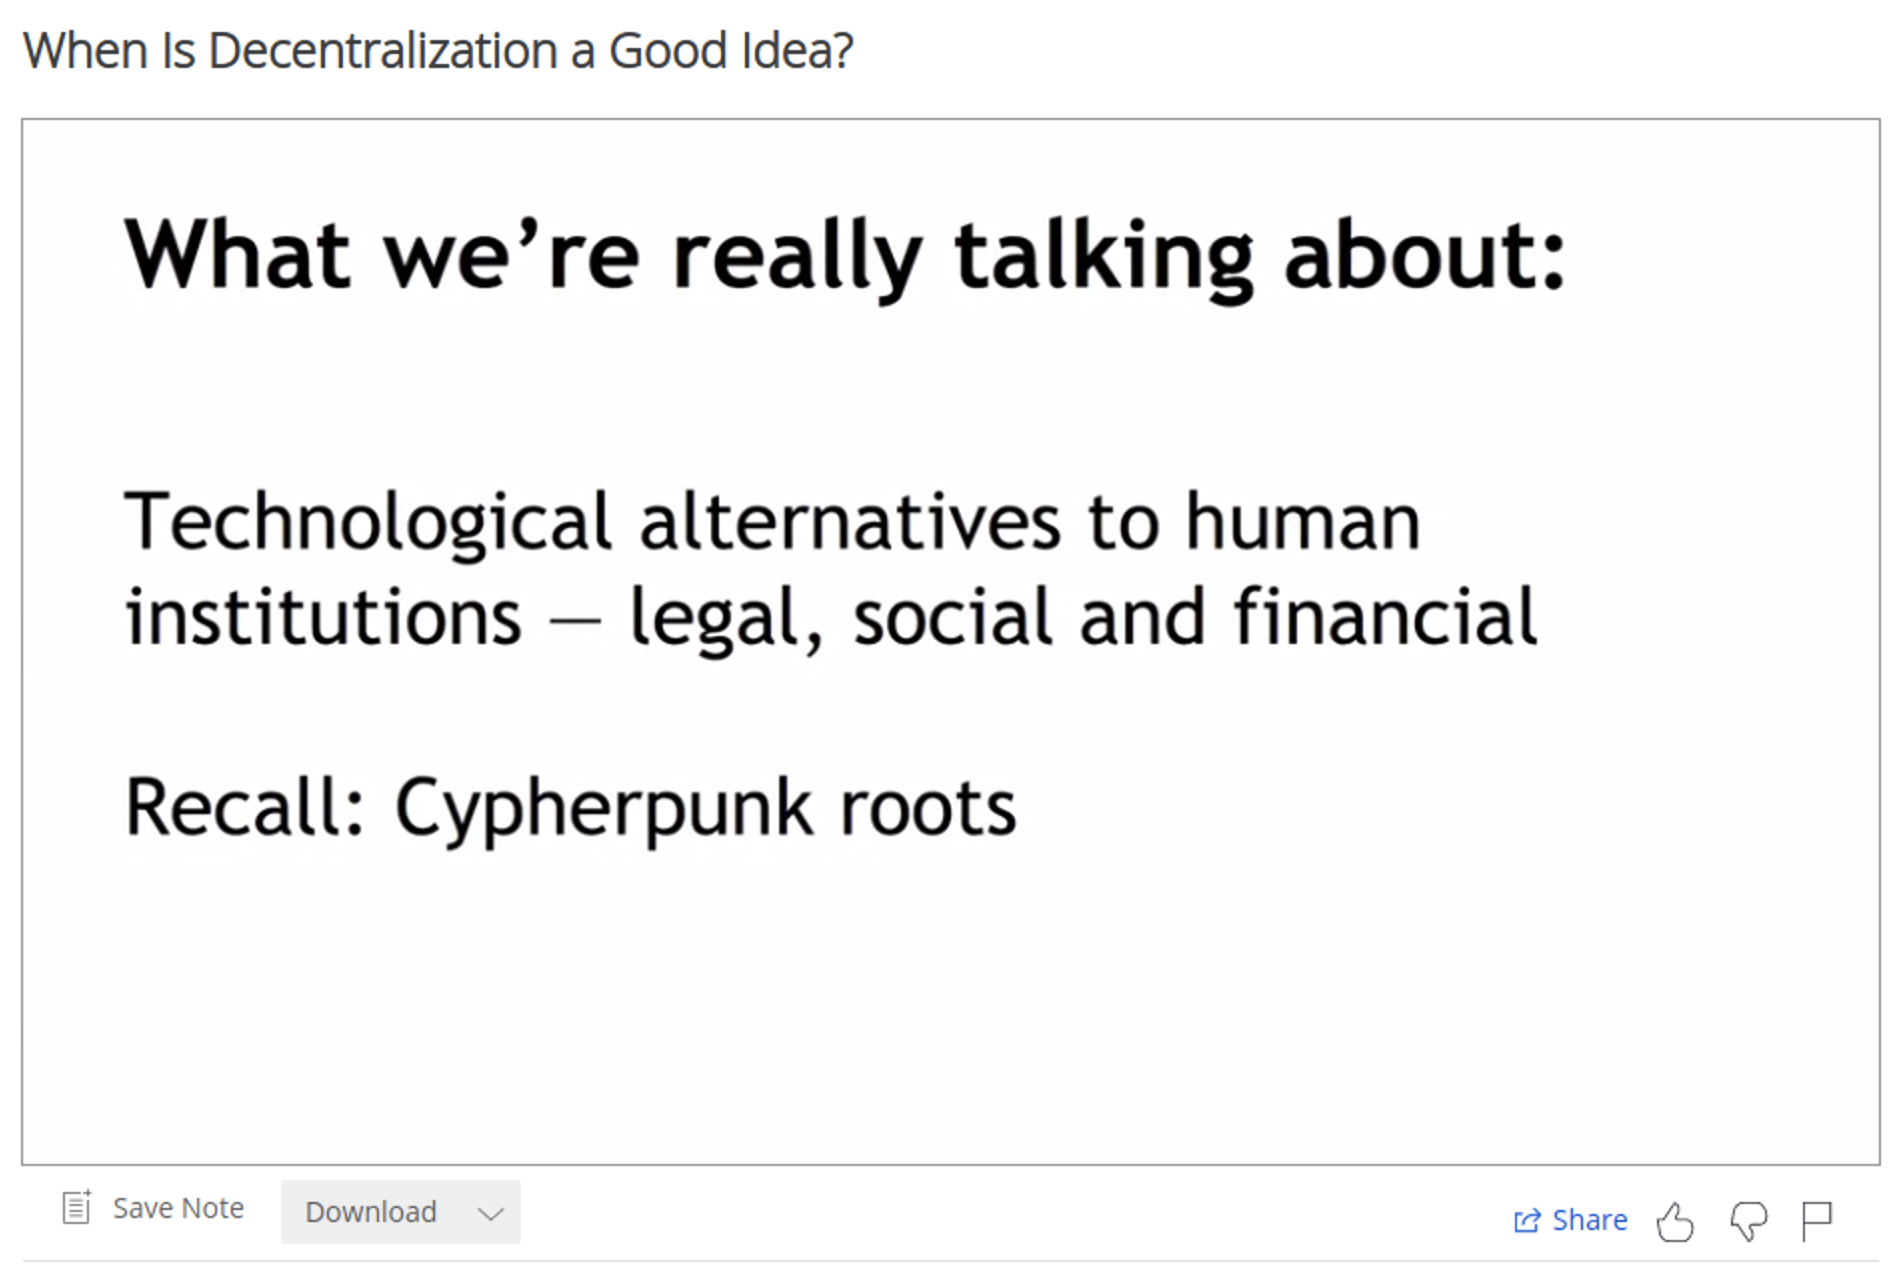 When Is Decentralization a Good Idea?
What we’re really talking about:
Technological alternatives to human
institutions — legal, social and financial
Recall: Cypherpunk roots
Save Note
Download
Share